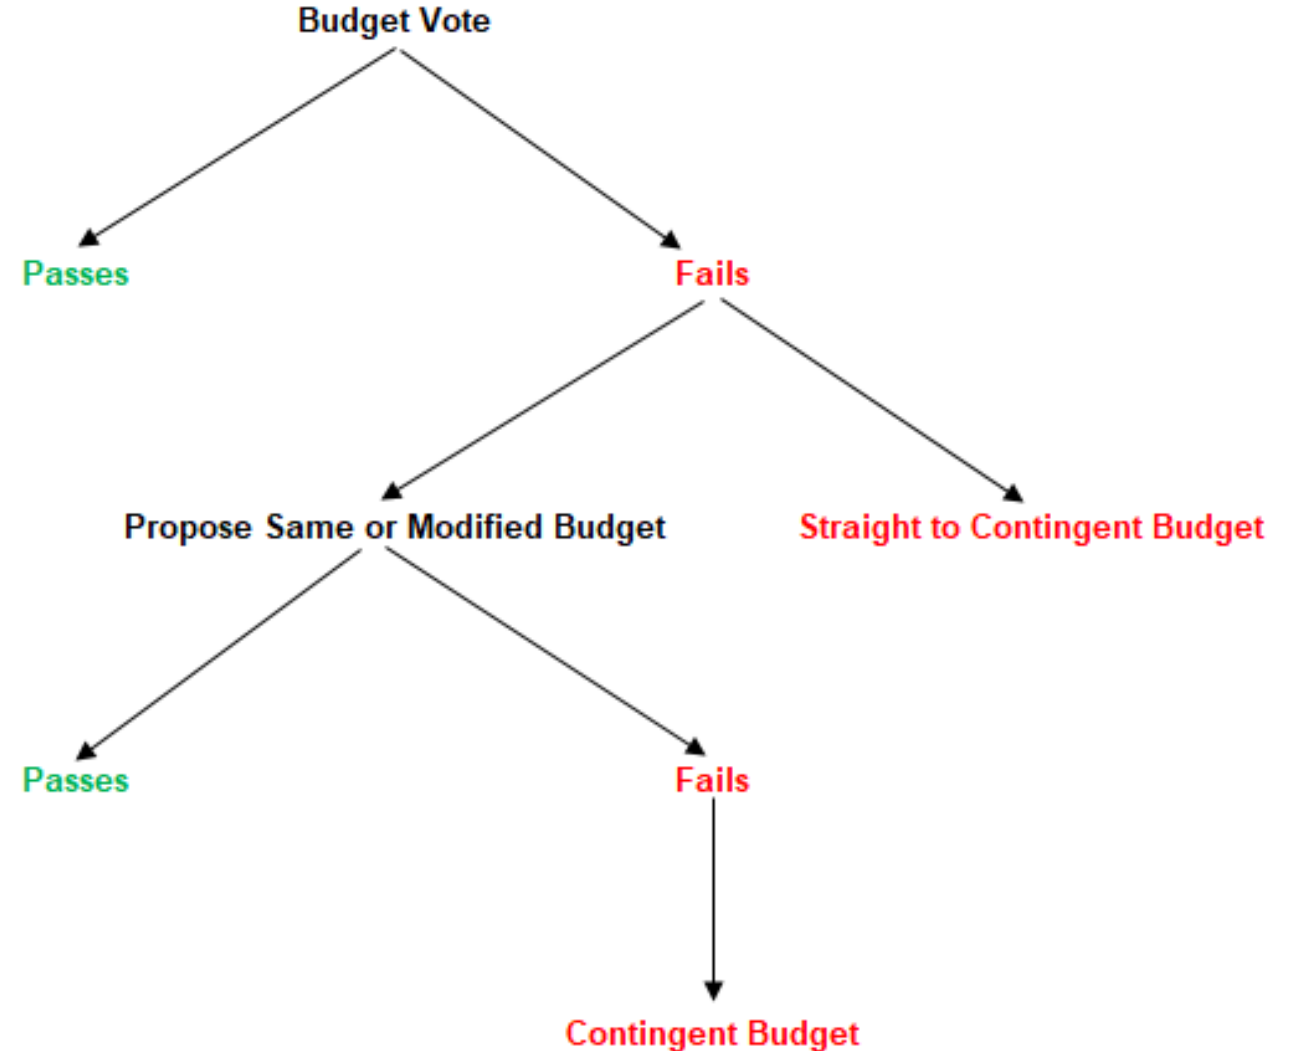 Budget Vote
Passes
Fails
Propose Same or Modified Budget
Straight to Contingent Budget
Passes
Fails
Contingent Budget